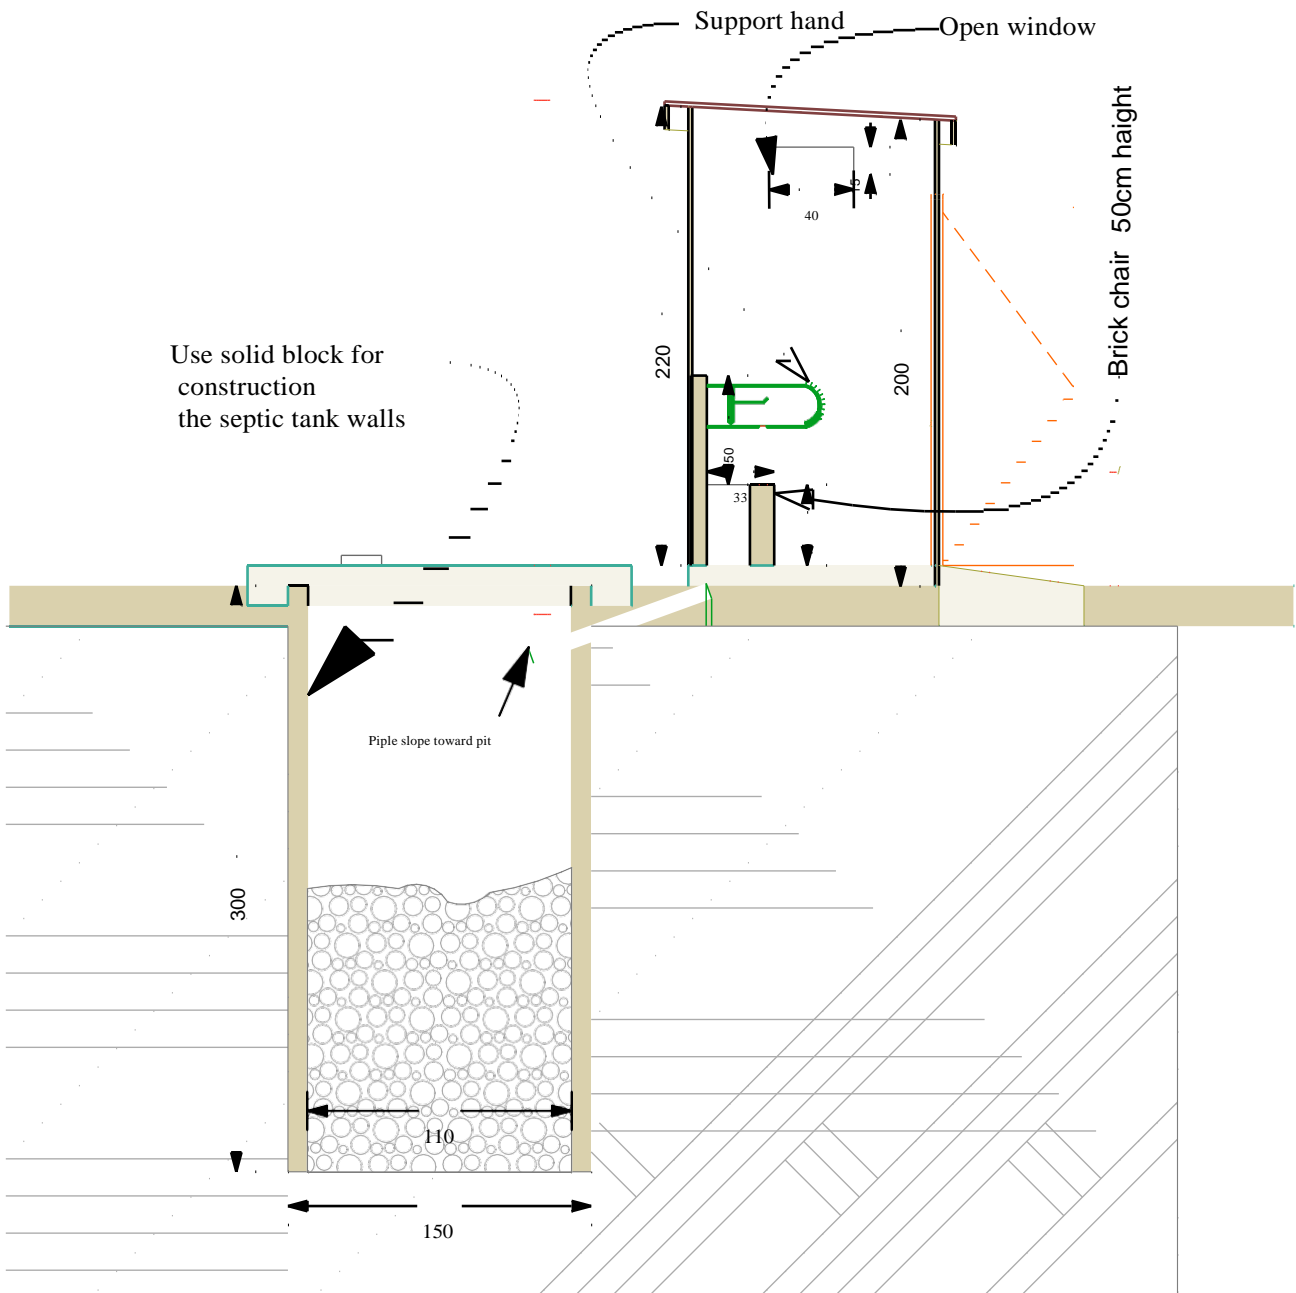 Support hand
Open window
Brick chair 50cm haight
15
40
Use solid block for
construction
the septic tank walls
220
200
50
33
Piple slope toward pit
300
110
150